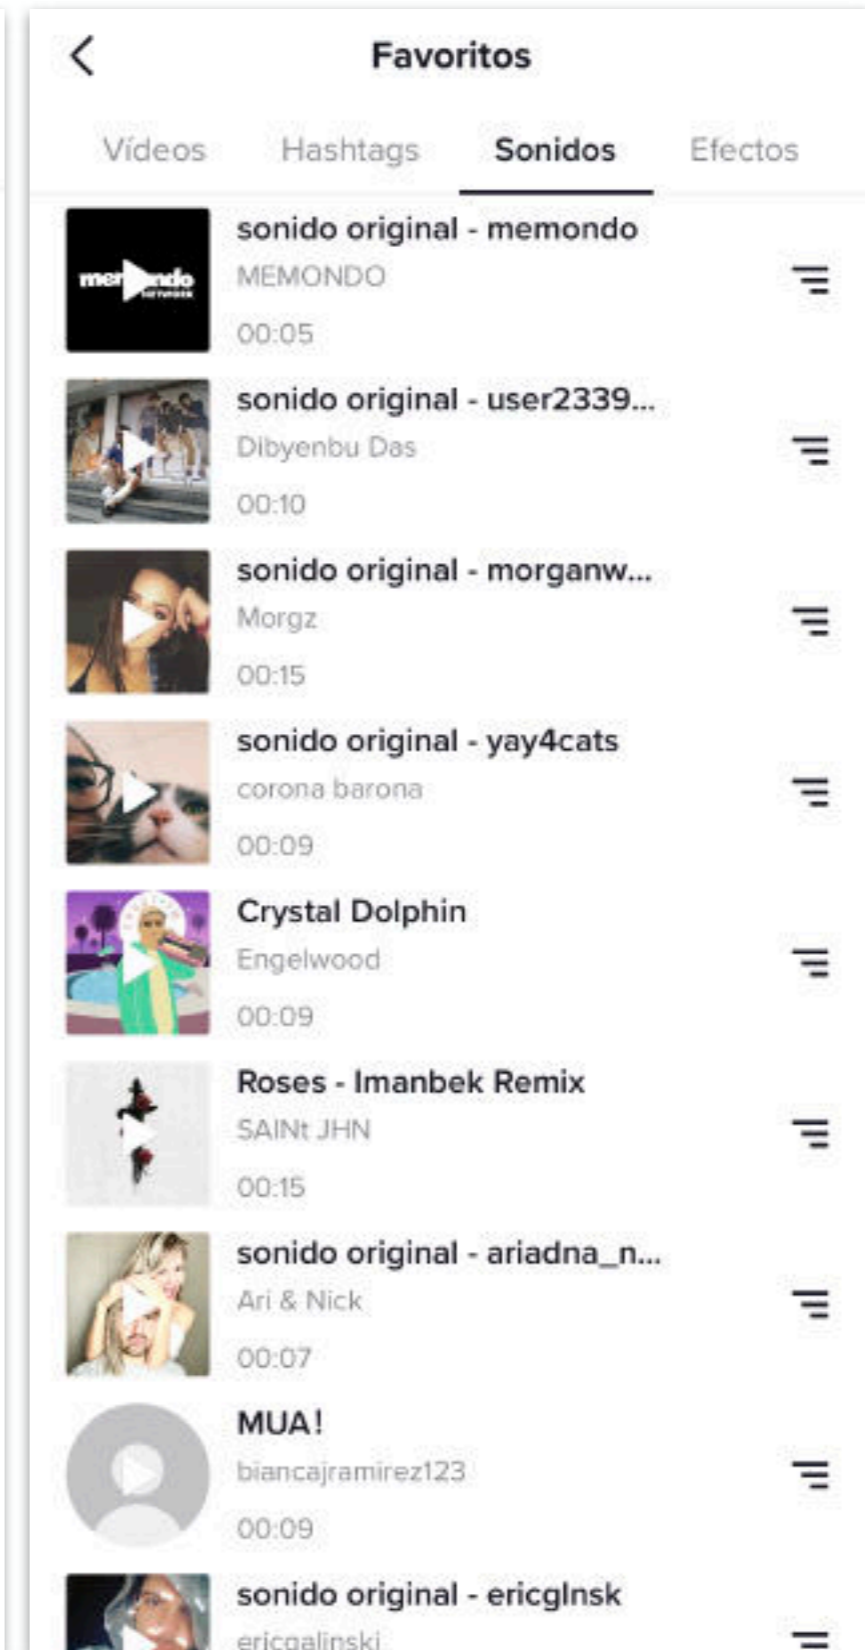 Favoritos
Vídeos Hashtags Sonidos Efectos
sonido original - memondo
MEMONDO
00:05
sonido original - user2339...
Dibyenbu Das
00:10
sonido original - morganw...
Morgz
00:15
sonido original - yay4cats
corona barona
00:09
Crystal Dolphin
Engelwood
00:09
Roses - Imanbek Remix
SAINt JHN
00:15
sonido original - ariadna_n...
Ari & Nick
00:07
MUA!
biancajramirez123
00:09
sonido original - ericglnsk
ericgalinski